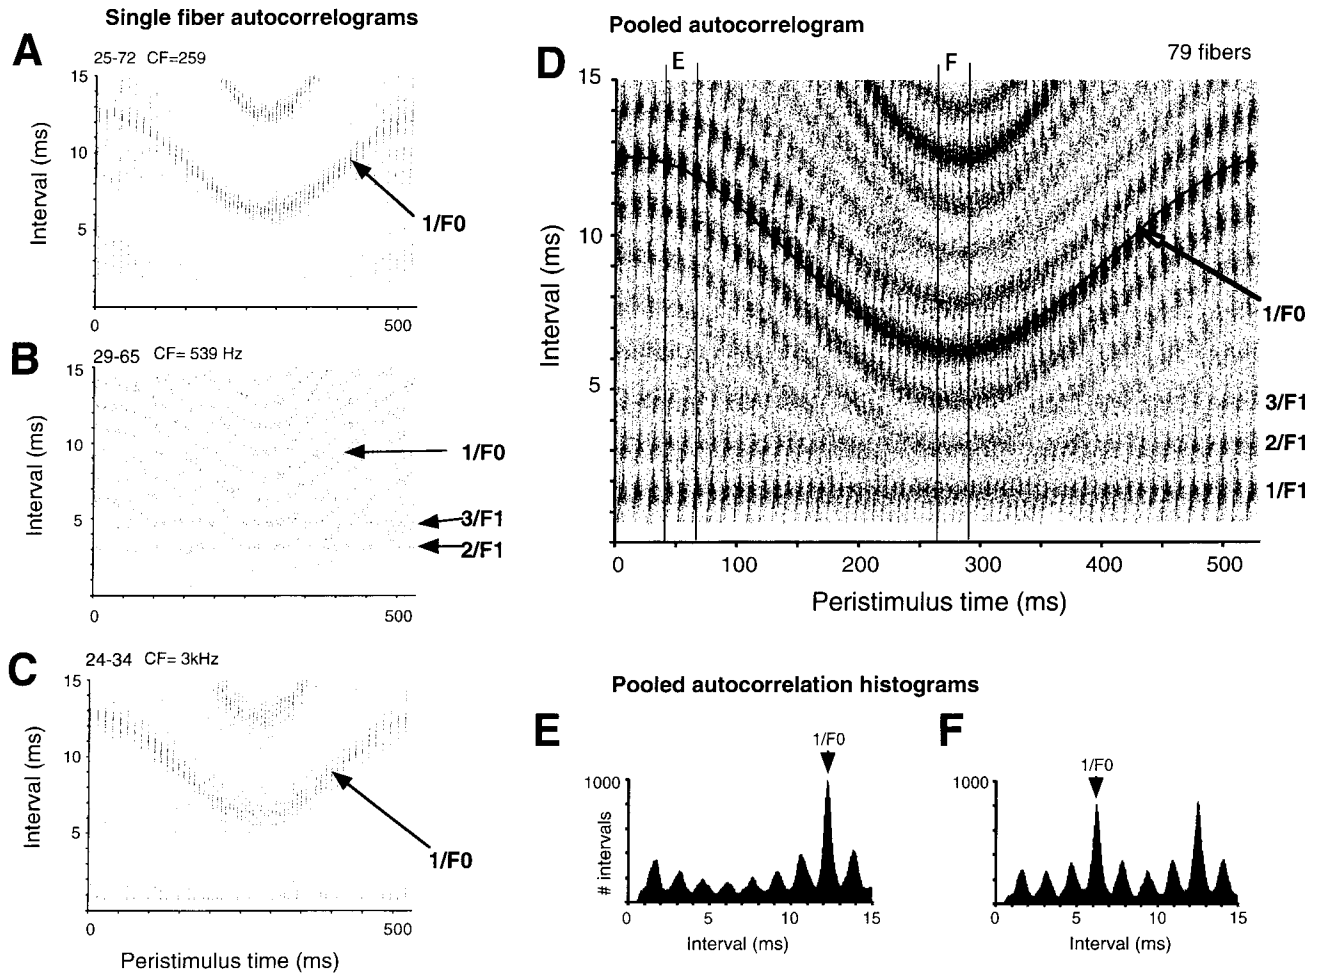 Single fiber autocorrelograms
A
25-72 CF=259
15
10
5
Interval (ms)
1/F0
0
500
B
29-65 CF= 539 Hz
15
10
5
Interval (ms)
1/F0
3/F1
2/F1
0
500
C
24-34 CF= 3kHz
15
10
5
Interval (ms)
1/F0
0
500
Peristimulus time (ms)
Pooled autocorrelogram
D
E
F
79 fibers
15
10
5
Interval (ms)
1/F0
3/F1
2/F1
1/F1
0
100
200
300
400
500
Peristimulus time (ms)
Pooled autocorrelation histograms
E
1/F0
1000
# intervals
0
0
5
10
15
Interval (ms)
F
1/F0
1000
0
0
5
10
15
Interval (ms)